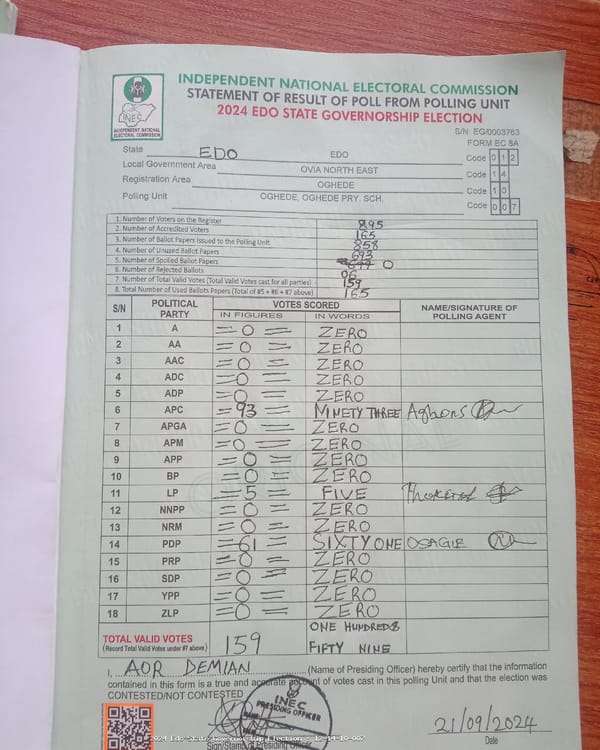 INDEPENDENT NATIONAL ELECTORAL COMMISSION
STATEMENT OF RESULT OF POLL FROM POLLING UNIT
2024 EDO STATE GOVERNORSHIP ELECTION
INEC
INDEPENDENT NATIONAL ELECTORAL COMMISSION
S/N: EG/0003763
FORM EC 8A
State EDO EDO Code 0 1 2
Local Government Area OVIA NORTH EAST Code 1 4
Registration Area OGHEDE Code 1 0
Polling Unit OGHEDE, OGHEDE PRY. SCH. Code 0 0 7
1. Number of Voters on the Register 895
2. Number of Accredited Voters 165
3. Number of Ballot Papers Issued to the Polling Unit 858
4. Number of Unused Ballot Papers 693
5. Number of Spoiled Ballot Papers 0
6. Number of Rejected Ballots 06
7. Number of Total Valid Votes (Total Valid Votes cast for all parties) 159
8. Total Number of Used Ballots Papers (Total of #5 + #6 + #7 above) 165
S/N POLITICAL PARTY VOTES SCORED NAME/SIGNATURE OF POLLING AGENT
IN FIGURES IN WORDS
1 A =0= ZERO
2 AA =0= ZERO
3 AAC =0= ZERO
4 ADC =0= ZERO
5 ADP =0= ZERO
6 APC =93= NINETY THREE
7 APGA =0= ZERO
8 APM =0= ZERO
9 APP =0= ZERO
10 BP =0= ZERO
11 LP =5= FIVE
12 NNPP =0= ZERO
13 NRM =0= ZERO
14 PDP =61= SIXTY ONE OSAGIE
15 PRP =0= ZERO
16 SDP =0= ZERO
17 YPP =0= ZERO
18 ZLP =0= ZERO
TOTAL VALID VOTES 159 ONE HUNDRED &
(Record Total Valid Votes under #7 above) FIFTY NINE
I, AOR DEMIAN (Name of Presiding Officer) hereby certify that the information
contained in this form is a true and accurate account of votes cast in this polling Unit and that the election was
CONTESTED/NOT CONTESTED
INEC
PRESIDING OFFICER
21/09/2024
Sign/Stamp of Presiding Officer Date